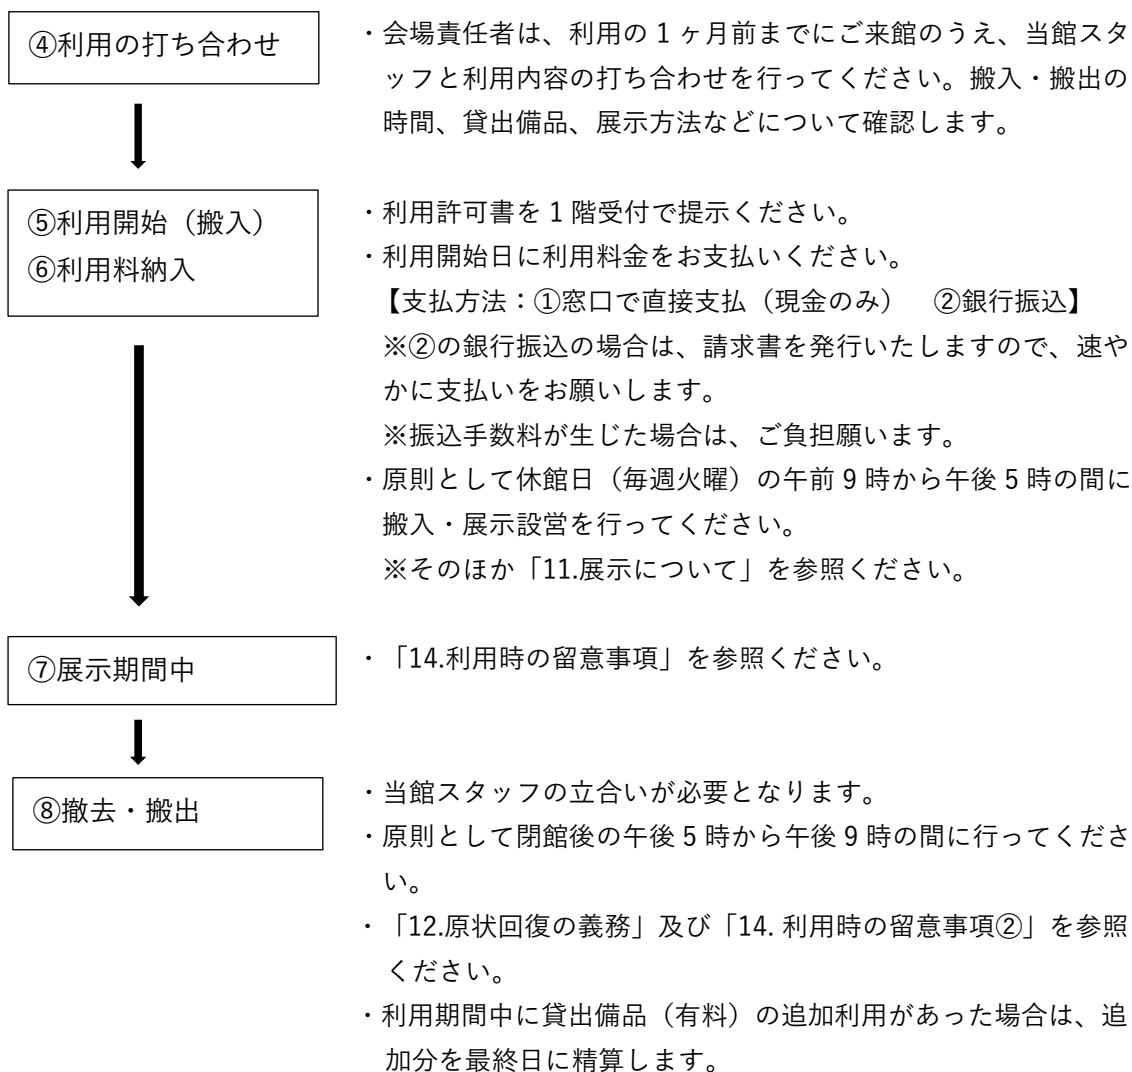 ④利用の打ち合わせ
・会場責任者は、利用の1ヶ月前までにご来館のうえ、当館スタ
ッフと利用内容の打ち合わせを行ってください。搬入・搬出の
時間、貸出備品、展示方法などについて確認します。
⑤利用開始（搬入）
⑥利用料納入
・利用許可書を1階受付で提示ください。
・利用開始日に利用料金をお支払いください。
【支払方法：①窓口で直接支払（現金のみ）　②銀行振込】
※②の銀行振込の場合は、請求書を発行いたしますので、速や
かに支払いをお願いします。
※振込手数料が生じた場合は、ご負担願います。
・原則として休館日（毎週火曜）の午前9時から午後5時の間に
搬入・展示設営を行ってください。
※そのほか「11.展示について」を参照ください。
⑦展示期間中
・「14.利用時の留意事項」を参照ください。
⑧撤去・搬出
・当館スタッフの立合いが必要となります。
・原則として閉館後の午後5時から午後9時の間に行ってくださ
い。
・「12.原状回復の義務」及び「14. 利用時の留意事項②」を参照
ください。
・利用期間中に貸出備品（有料）の追加利用があった場合は、追
加分を最終日に精算します。